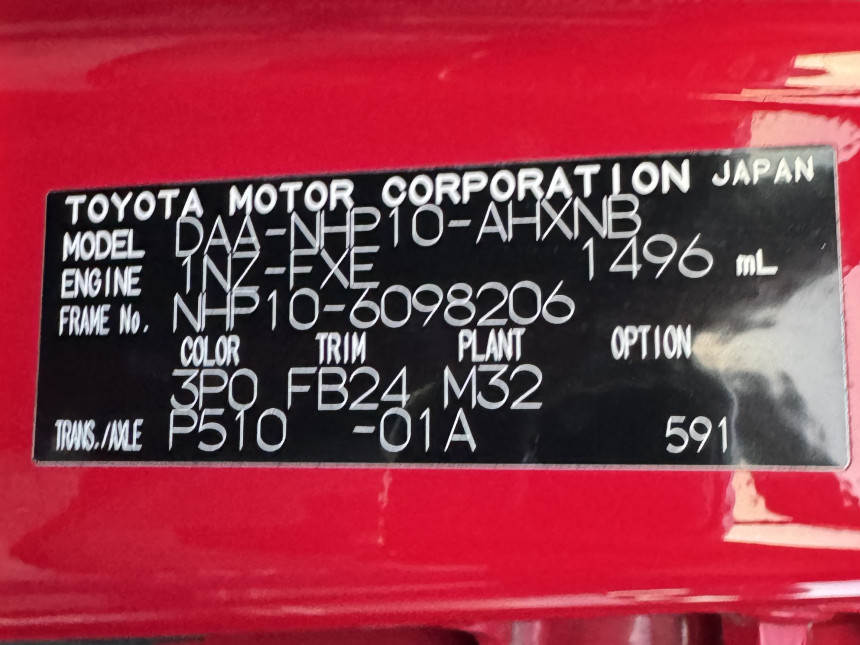 TOYOTA MOTOR CORPORATION JAPAN
MODEL DAA-NHP10-AHXNB
ENGINE 1NZ-FXE 1496 mL
FRAME No. NHP10-6098206
COLOR TRIM PLANT OPTION
3P0 FB24 M32
TRANS./AXLE P510 -01A 591